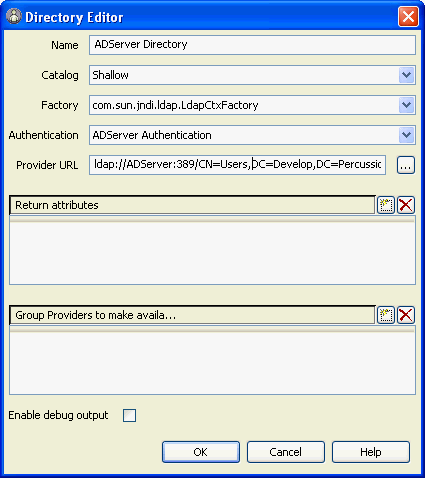 Directory Editor
Name ADServer Directory
Catalog Shallow
Factory com.sun.jndi.ldap.LdapCtxFactory
Authentication ADServer Authentication
Provider URL ldap://ADServer:389/CN=Users,DC=Develop,DC=Percussic ...
Return attributes
Group Providers to make availa...
Enable debug output
OK Cancel Help